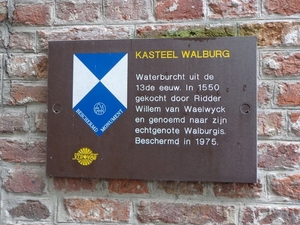 KASTEEL WALBURG
Waterburcht uit de
13de eeuw. In 1550
gekocht door Ridder
Willem van Waelwyck
en genoemd naar zijn
echtgenote Walburgis.
Beschermd in 1975.
BESCHERMD MONUMENT